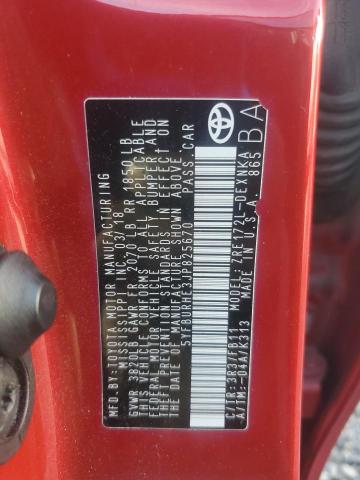 MFD.BY: TOYOTA MOTOR MANUFACTURING
MISSISSIPPI INC. 03/18
GVWR 3820LB GAWR FR 2070 LB RR 1850 LB
THIS VEHICLE CONFORMS TO ALL APPLICABLE
FEDERAL MOTOR VEHICLE SAFETY, BUMPER, AND
THEFT PREVENTION STANDARDS IN EFFECT ON
THE DATE OF MANUFACTURE SHOWN ABOVE.
5YFBURHE3JP825670 PASS.CAR
C/TR: 3R3/FB11 MODEL: ZRE172L-DEXNKA
A/TM:-04A/K313 MADE IN U.S.A. 865
BA